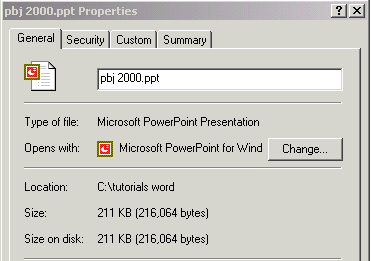 pbj 2000.ppt Properties
General Security Custom Summary
pbj 2000.ppt
Type of file: Microsoft PowerPoint Presentation
Opens with: Microsoft PowerPoint for Wind Change...
Location: C:\tutorials word
Size: 211 KB (216,064 bytes)
Size on disk: 211 KB (216,064 bytes)